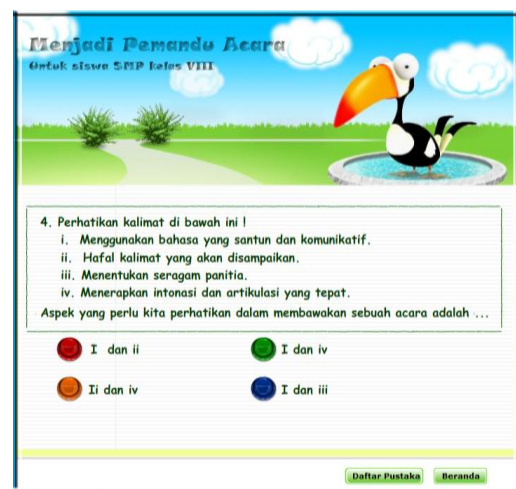 Menjadi Pemandu Acara
Untuk siswa SMP kelas VIII
4. Perhatikan kalimat di bawah ini !
i. Menggunakan bahasa yang santun dan komunikatif.
ii. Hafal kalimat yang akan disampaikan.
iii. Menentukan seragam panitia.
iv. Menerapkan intonasi dan artikulasi yang tepat.
Aspek yang perlu kita perhatikan dalam membawakan sebuah acara adalah ...
I dan ii
I dan iv
Ii dan iv
I dan iii
Daftar Pustaka
Beranda